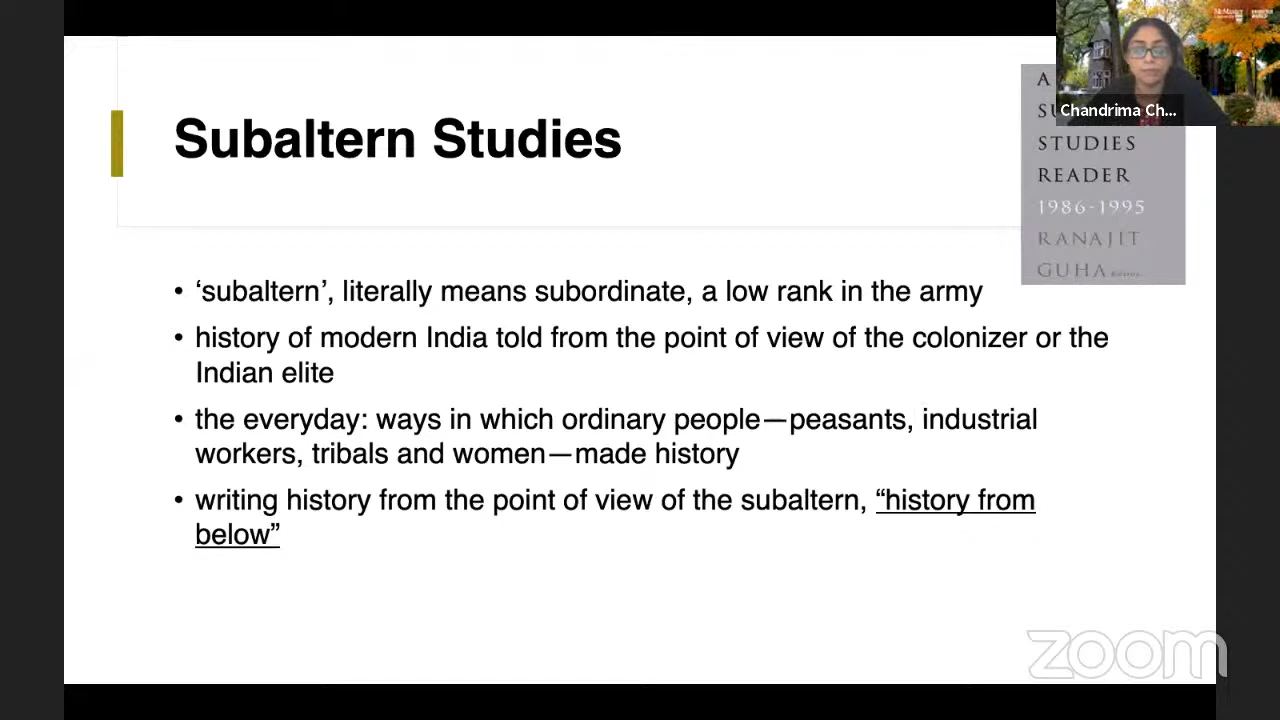 Subaltern Studies
• ‘subaltern’, literally means subordinate, a low rank in the army
• history of modern India told from the point of view of the colonizer or the
Indian elite
• the everyday: ways in which ordinary people—peasants, industrial
workers, tribals and women—made history
• writing history from the point of view of the subaltern, “history from
below”
A
STUDIES
READER
1986-1995
RANAJIT
GUHA
Chandrima Ch...
zoom